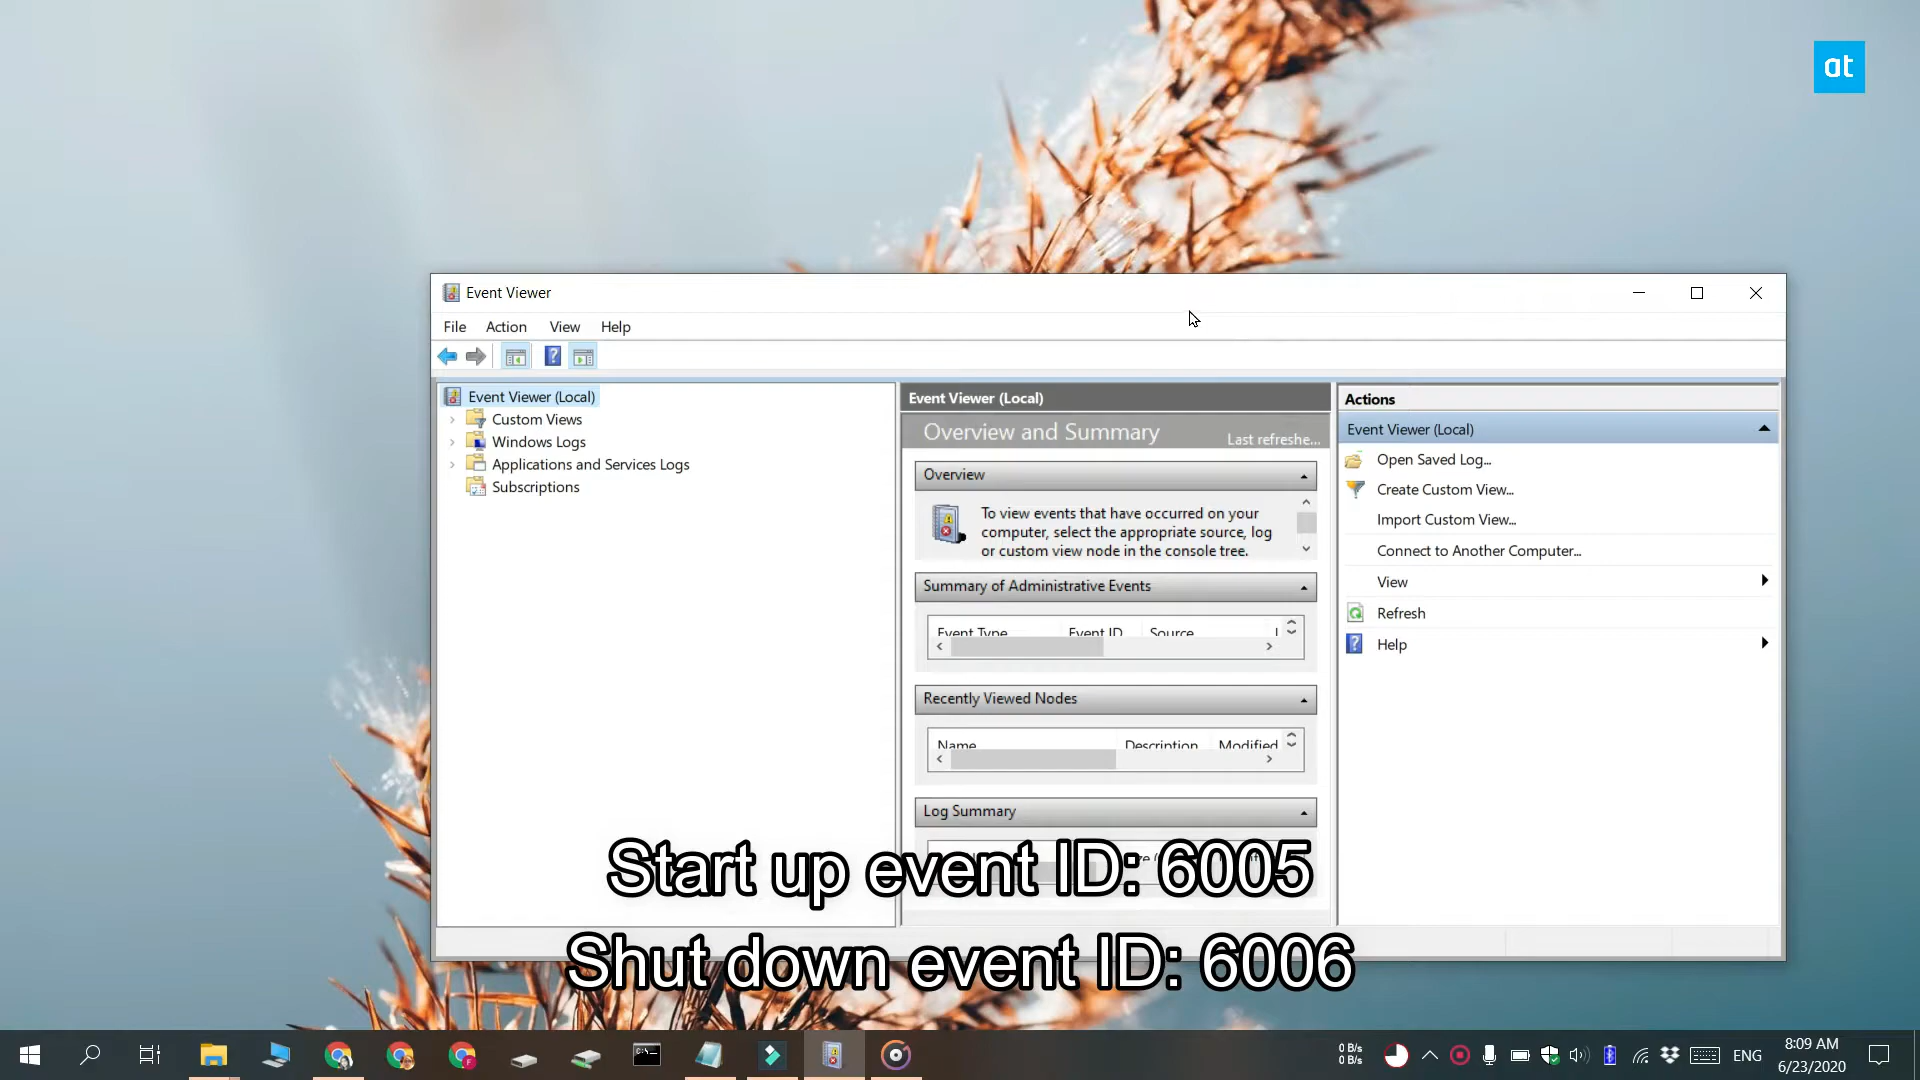 at
Event Viewer
File Action View Help
Event Viewer (Local)
Custom Views
Windows Logs
Applications and Services Logs
Subscriptions
Event Viewer (Local)
Overview and Summary Last refreshe...
Overview
To view events that have occurred on your
computer, select the appropriate source, log
or custom view node in the console tree.
Summary of Administrative Events
Event Type Event ID Source
Recently Viewed Nodes
Name Description Modified
Log Summary
Actions
Event Viewer (Local)
Open Saved Log...
Create Custom View...
Import Custom View...
Connect to Another Computer...
View
Refresh
Help
Start up event ID: 6005
Shut down event ID: 6006
0 B/s
0 B/s
ENG
8:09 AM
6/23/2020